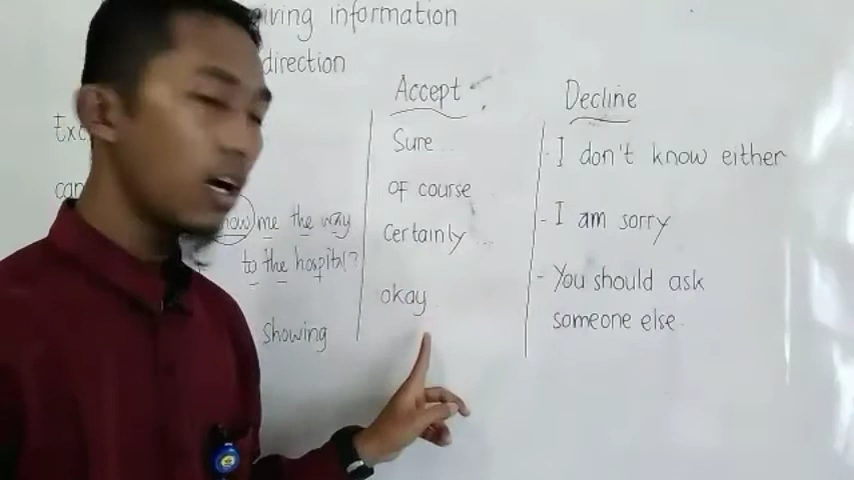 giving information
direction
Accept
Sure
Of course
Certainly
okay
Decline
- I don't know either
- I am sorry
- You should ask
someone else
me the way
to the hospital?
showing